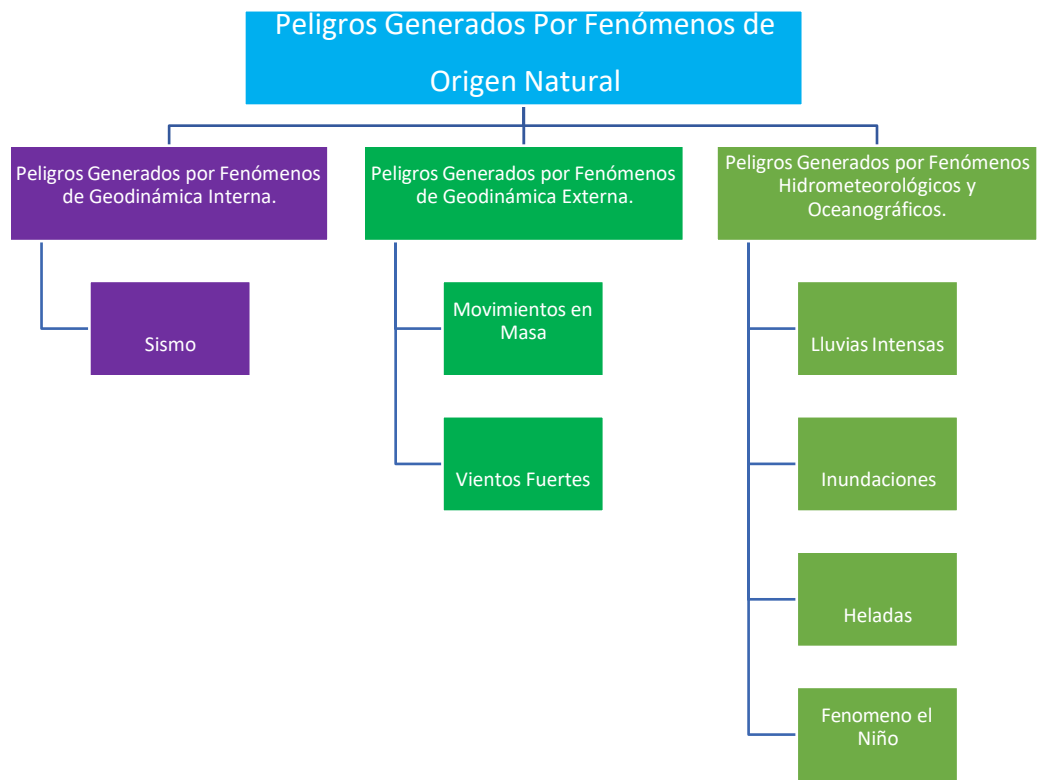 Peligros Generados Por Fenómenos de
Origen Natural
Peligros Generados por Fenómenos
de Geodinámica Interna.
Sismo
Peligros Generados por Fenómenos
de Geodinámica Externa.
Movimientos en
Masa
Vientos Fuertes
Peligros Generados por Fenómenos
Hidrometeorológicos y
Oceanográficos.
Lluvias Intensas
Inundaciones
Heladas
Fenomeno el
Niño